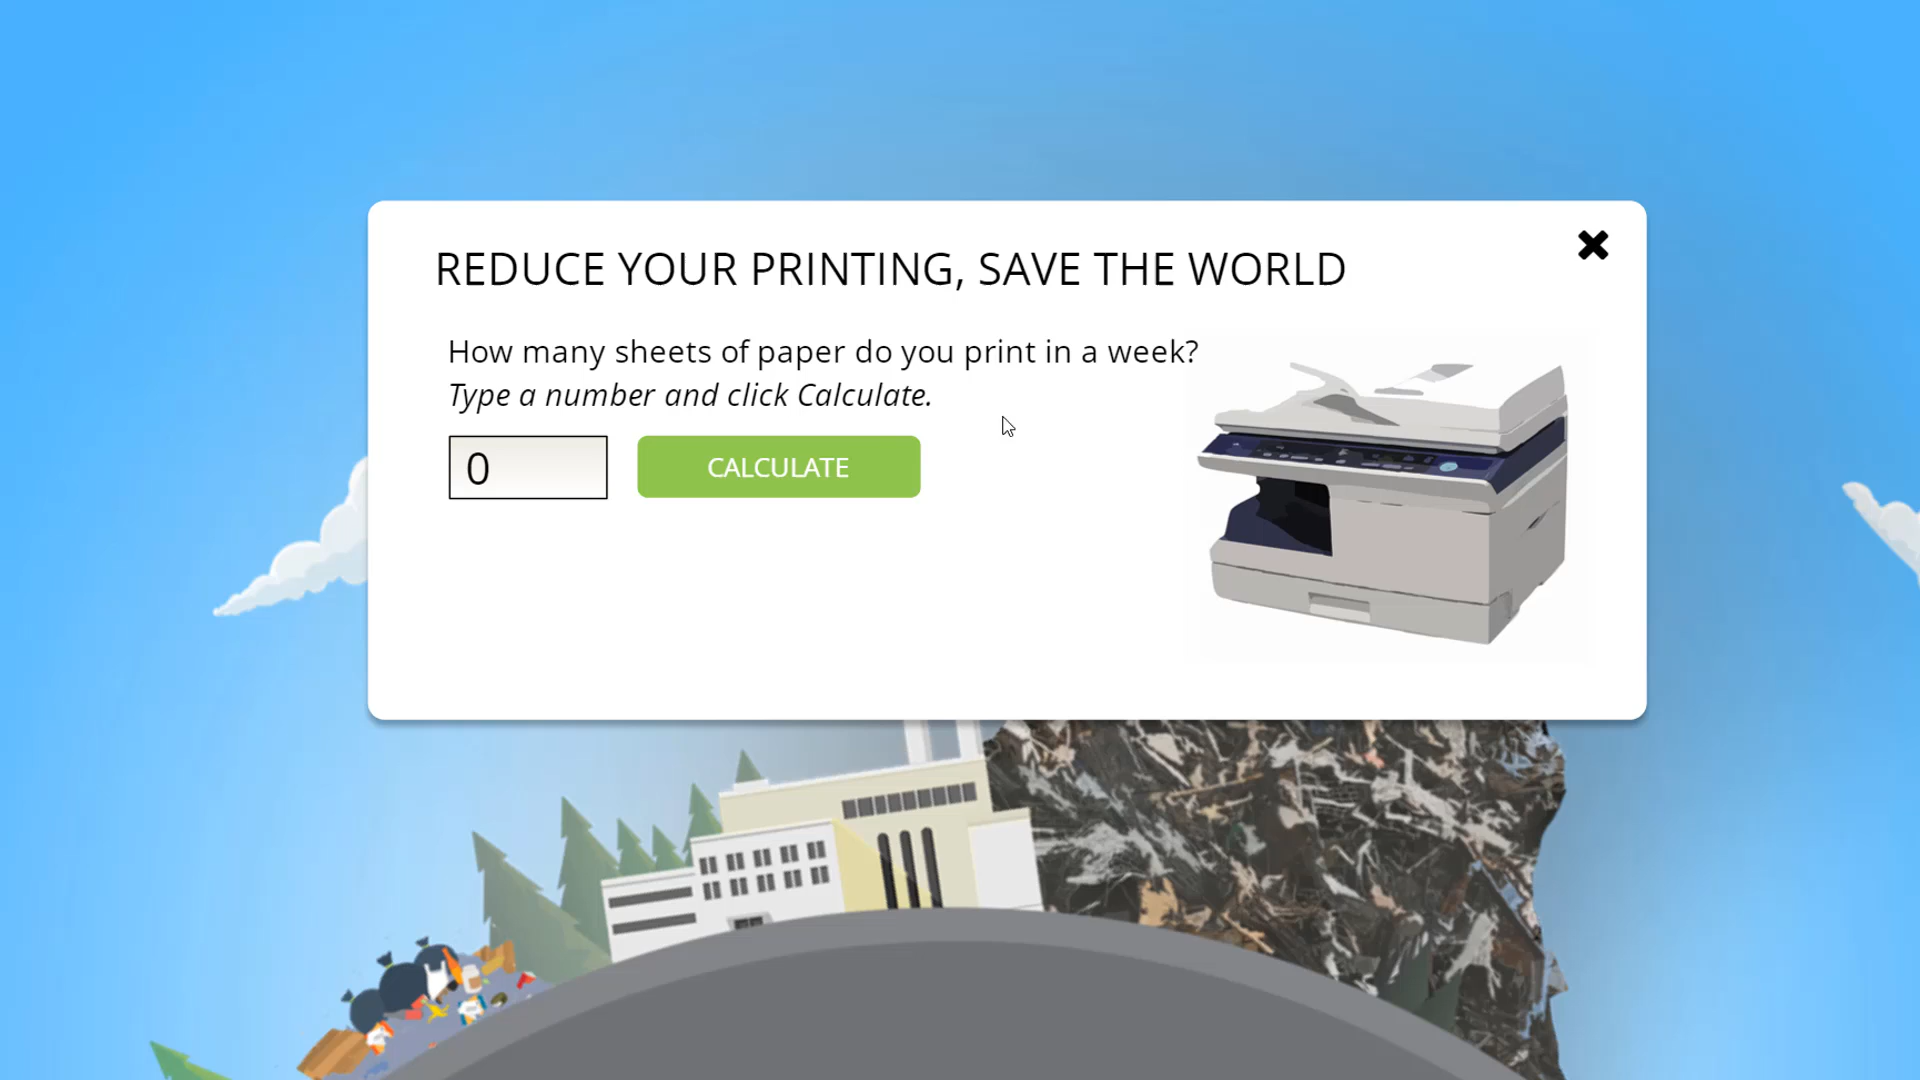 REDUCE YOUR PRINTING, SAVE THE WORLD
How many sheets of paper do you print in a week?
Type a number and click Calculate.
0
CALCULATE